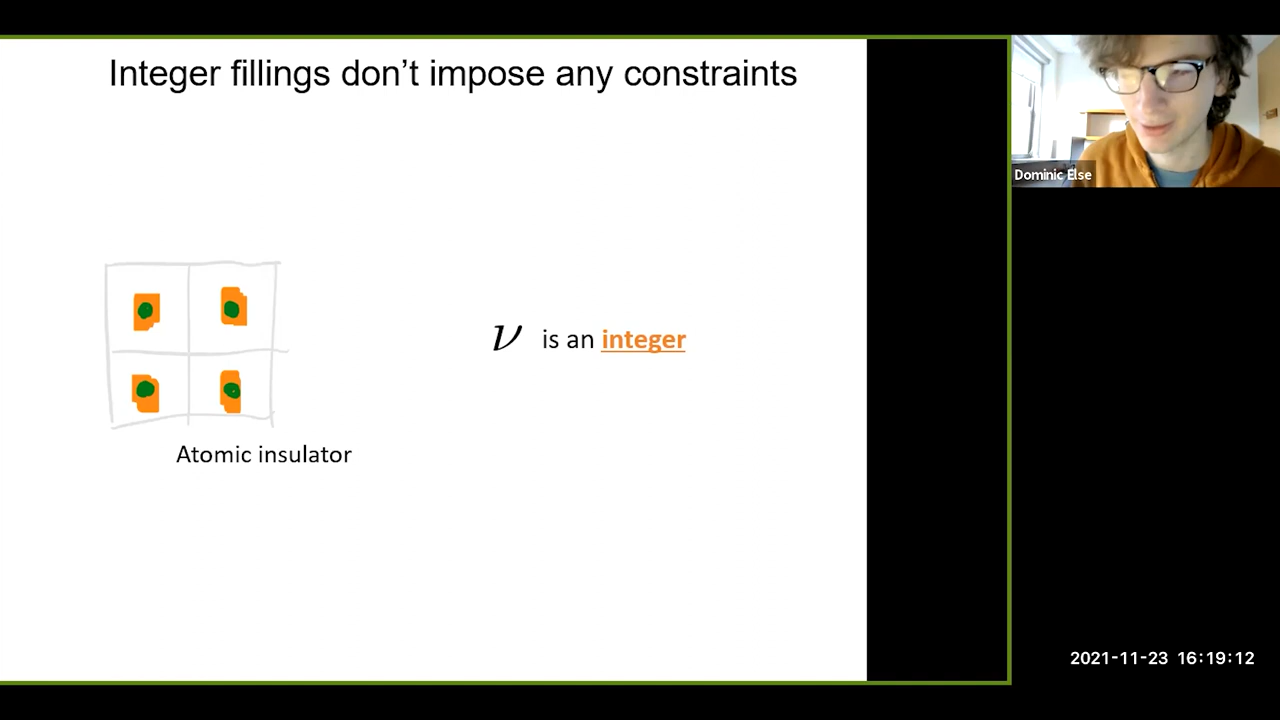 Integer fillings don’t impose any constraints
Dominic Else
ν is an integer
Atomic insulator
2021-11-23 16:19:12